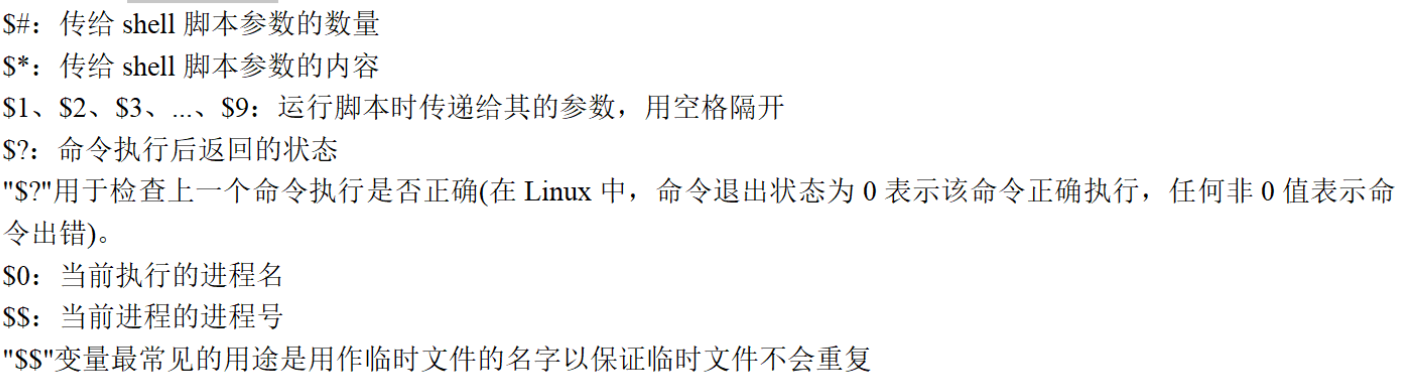 $#：传给 shell 脚本参数的数量
$*：传给 shell 脚本参数的内容
$1、$2、$3、...、$9：运行脚本时传递给其的参数，用空格隔开
$?：命令执行后返回的状态
"$?"用于检查上一个命令执行是否正确(在 Linux 中，命令退出状态为 0 表示该命令正确执行，任何非 0 值表示命
令出错)。
$0：当前执行的进程名
$$：当前进程的进程号
"$$"变量最常见的用途是用作临时文件的名字以保证临时文件不会重复